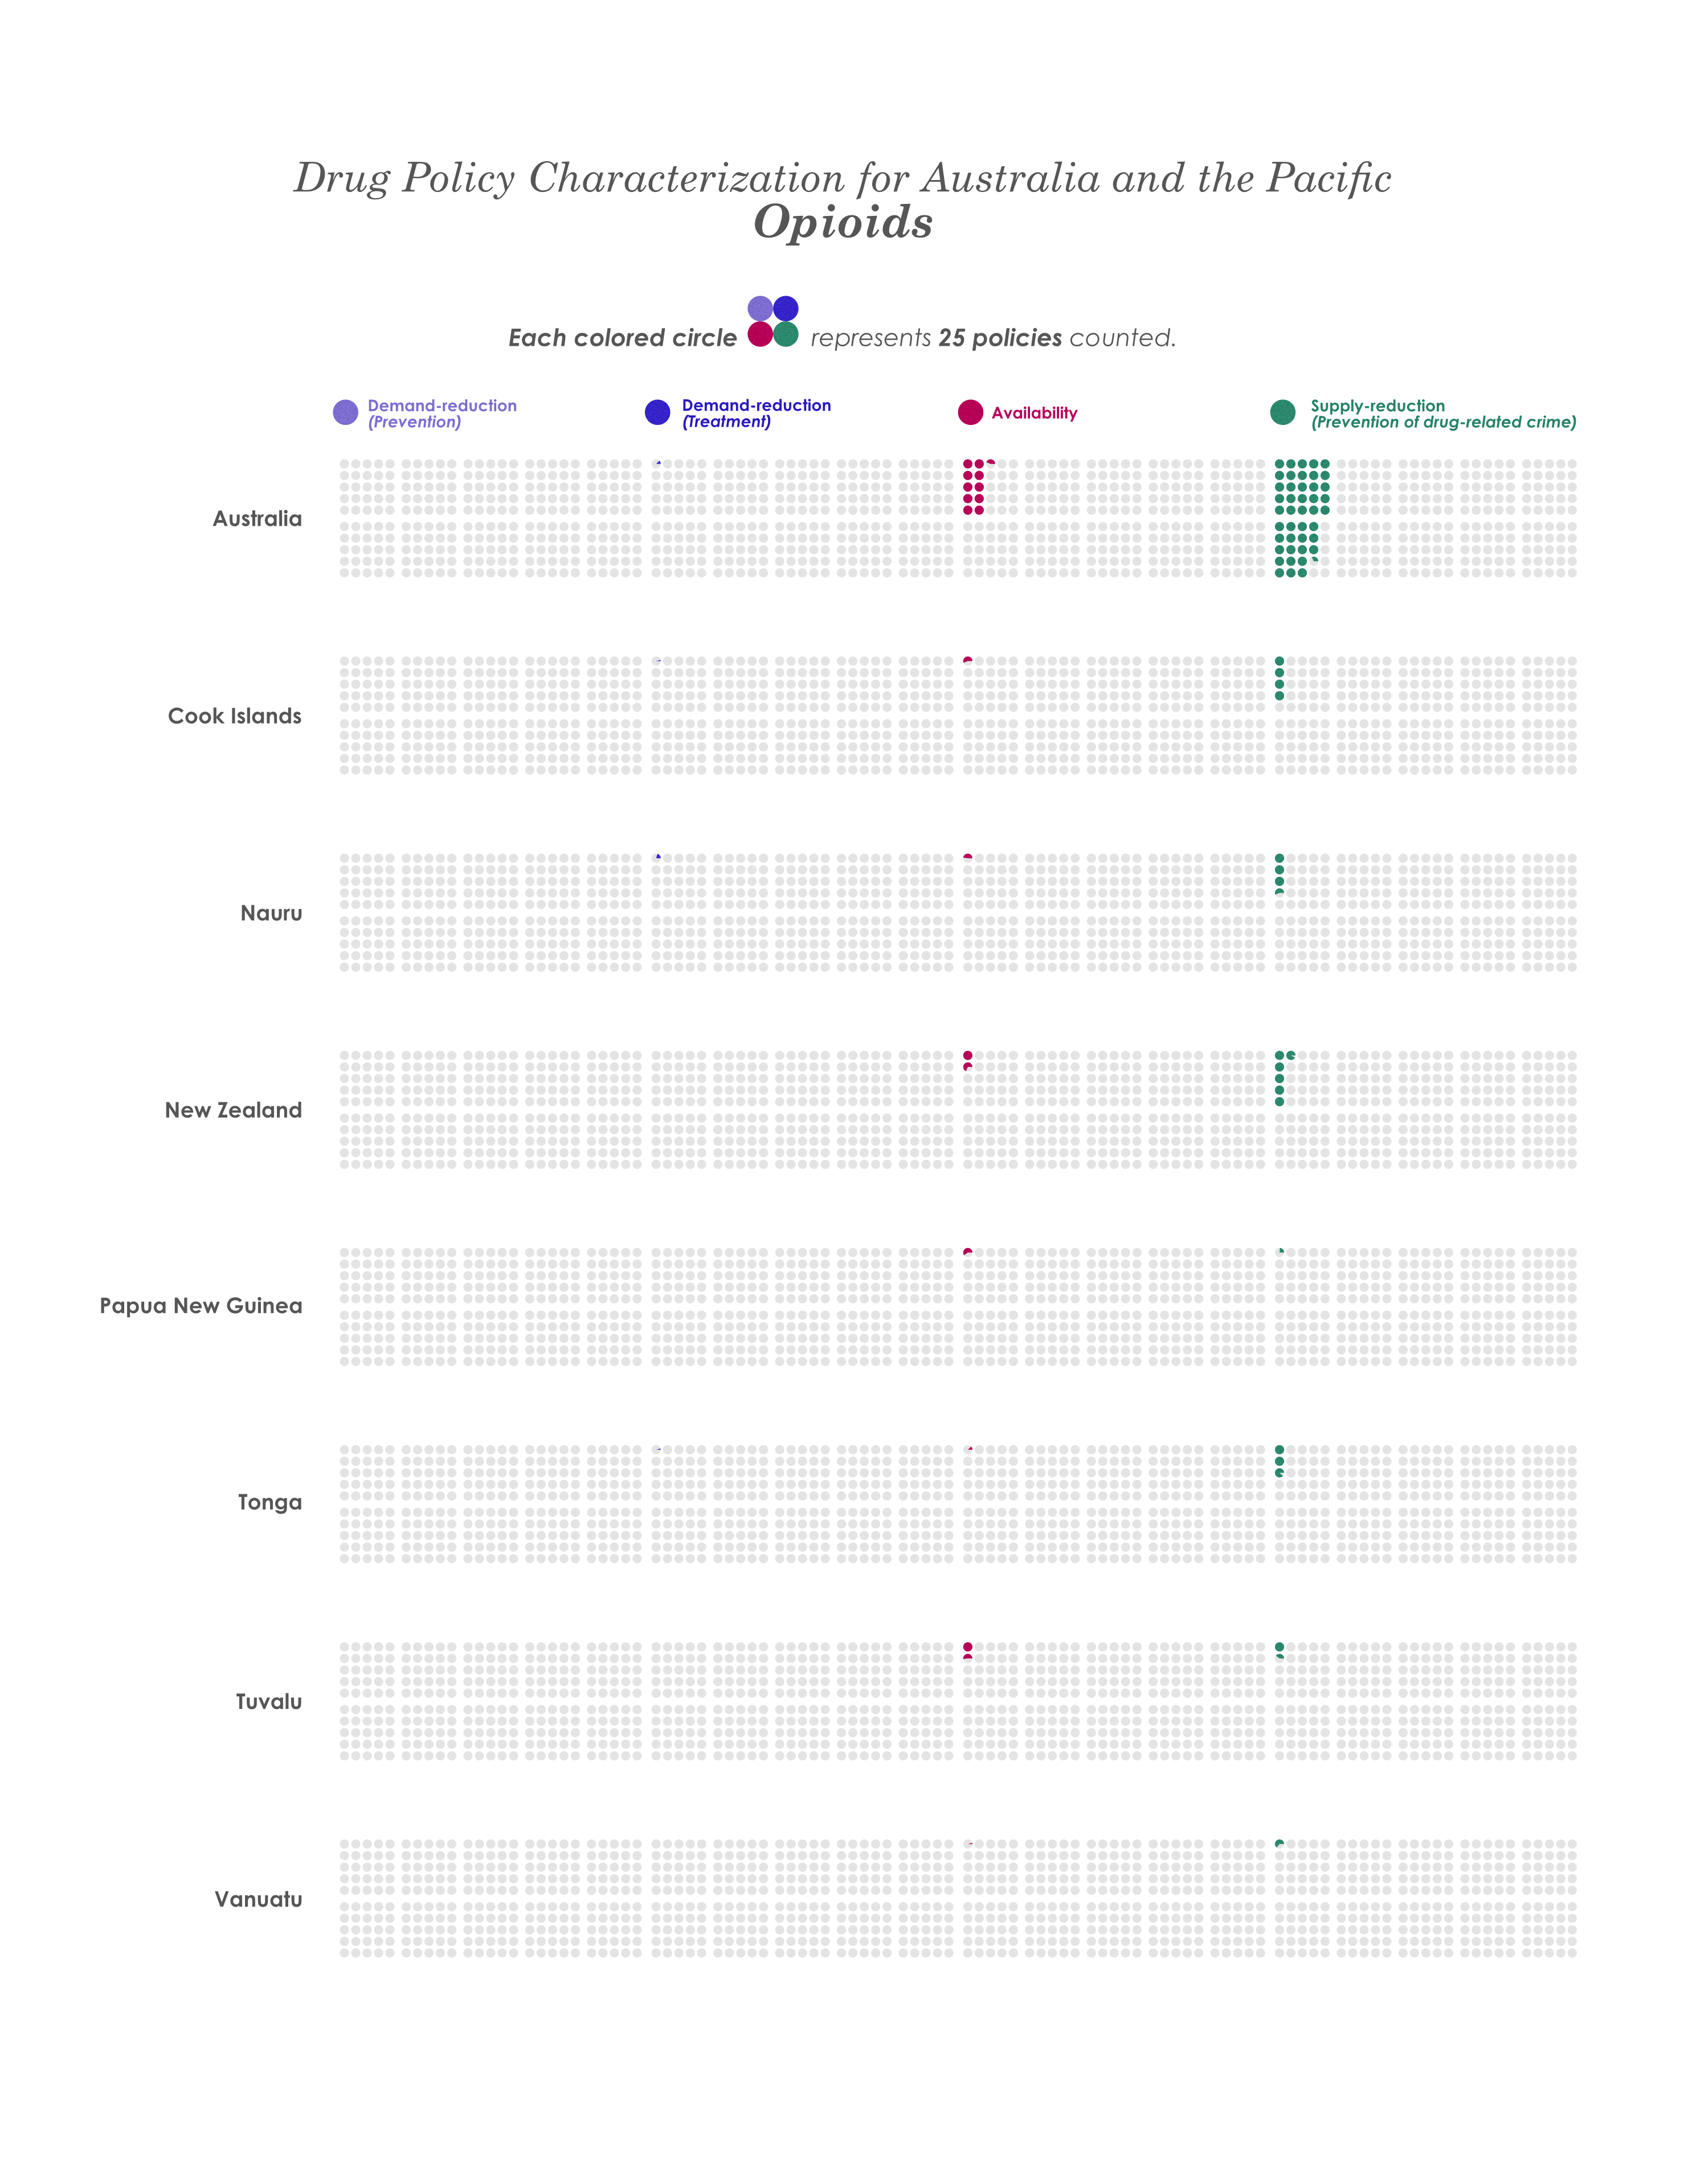 Drug Policy Characterization for Australia and the Pacific
Opioids
Each colored circle represents 25 policies counted.
Demand-reduction
(Prevention)
Demand-reduction
(Treatment)
Availability
Supply-reduction
(Prevention of drug-related crime)
Australia
Cook Islands
Nauru
New Zealand
Papua New Guinea
Tonga
Tuvalu
Vanuatu